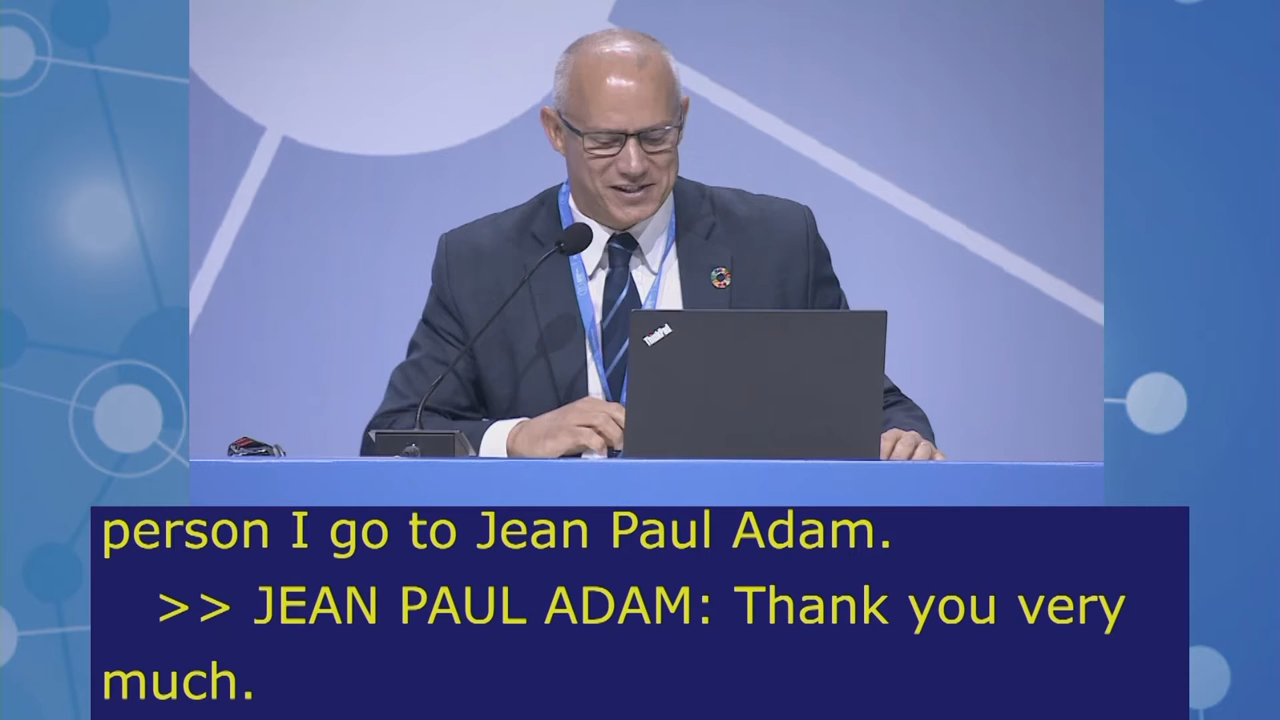 ThinkPad
person I go to Jean Paul Adam.
>> JEAN PAUL ADAM: Thank you very
much.